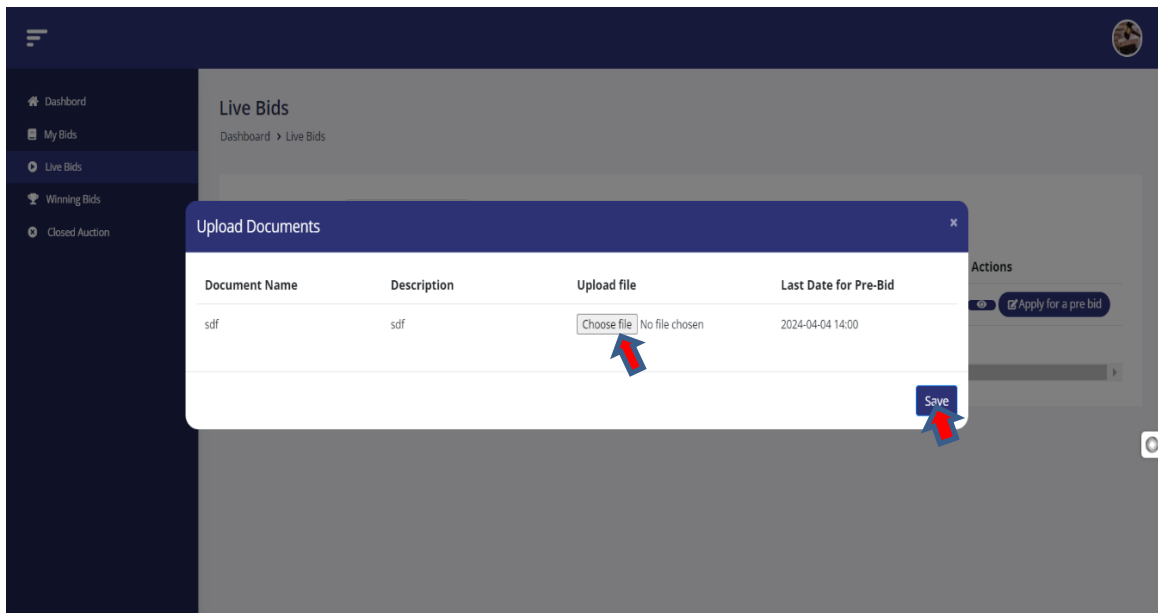 Dashbord
My Bids
Live Bids
Winning Bids
Closed Auction
Live Bids
Dashboard > Live Bids
Actions
Apply for a pre bid
Upload Documents ×
Document Name Description Upload file Last Date for Pre-Bid
sdf sdf Choose file No file chosen 2024-04-04 14:00
Save